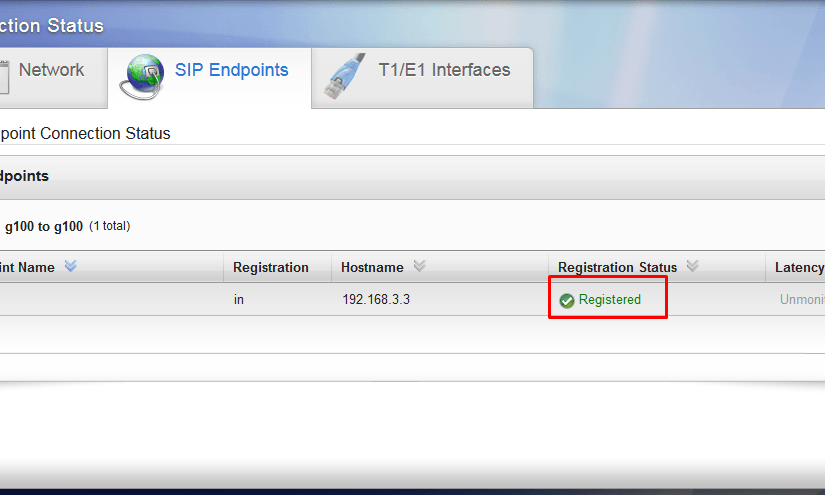 ction Status
Network
SIP Endpoints
T1/E1 Interfaces
point Connection Status
dpoints
g100 to g100 (1 total)
int Name Registration Hostname Registration Status Latency
in 192.168.3.3 Registered Unmoni